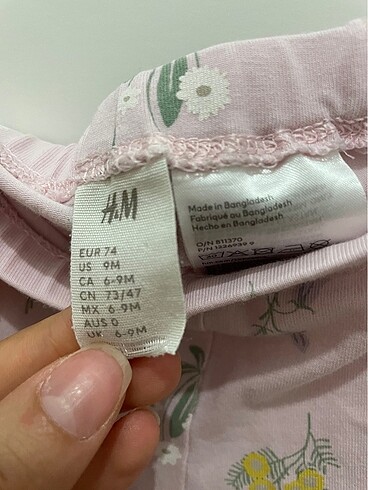 H&M
EUR 74
US 9M
CA 6-9M
CN 73/47
MX 6-9M
AUS 0
UK 6-9M
Made in Bangladesh
Fabriqué au Bangladesh
Hecho en Bangladesh
O/N 811370
P/N